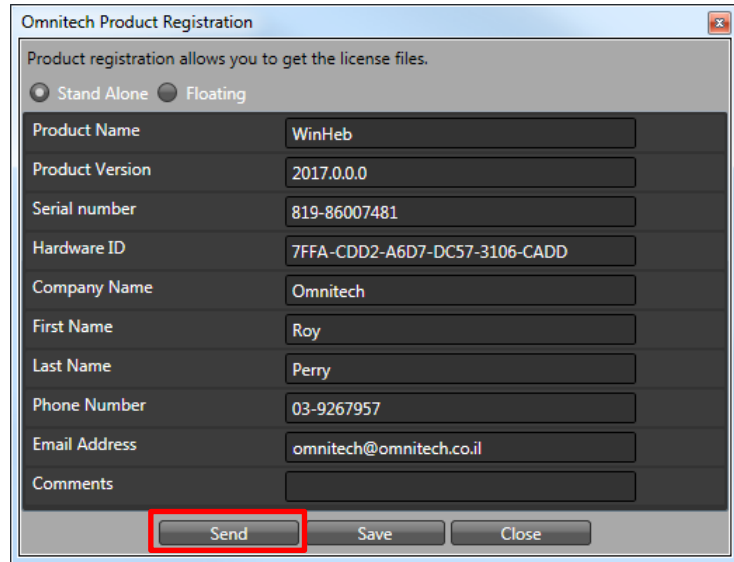 Omnitech Product Registration
Product registration allows you to get the license files.
Stand Alone Floating
Product Name WinHeb
Product Version 2017.0.0.0
Serial number 819-86007481
Hardware ID 7FFA-CDD2-A6D7-DC57-3106-CADD
Company Name Omnitech
First Name Roy
Last Name Perry
Phone Number 03-9267957
Email Address omnitech@omnitech.co.il
Comments
Send Save Close